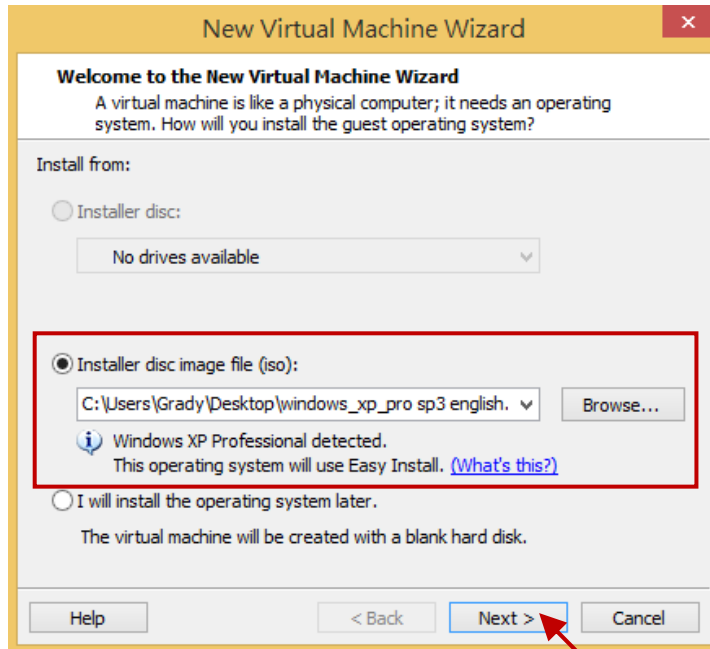 New Virtual Machine Wizard
Welcome to the New Virtual Machine Wizard
A virtual machine is like a physical computer; it needs an operating
system. How will you install the guest operating system?
Install from:
Installer disc:
No drives available
Installer disc image file (iso):
C:\Users\Grady\Desktop\windows_xp_pro sp3 english.
Browse...
Windows XP Professional detected.
This operating system will use Easy Install. (What's this?)
I will install the operating system later.
The virtual machine will be created with a blank hard disk.
Help
< Back
Next >
Cancel